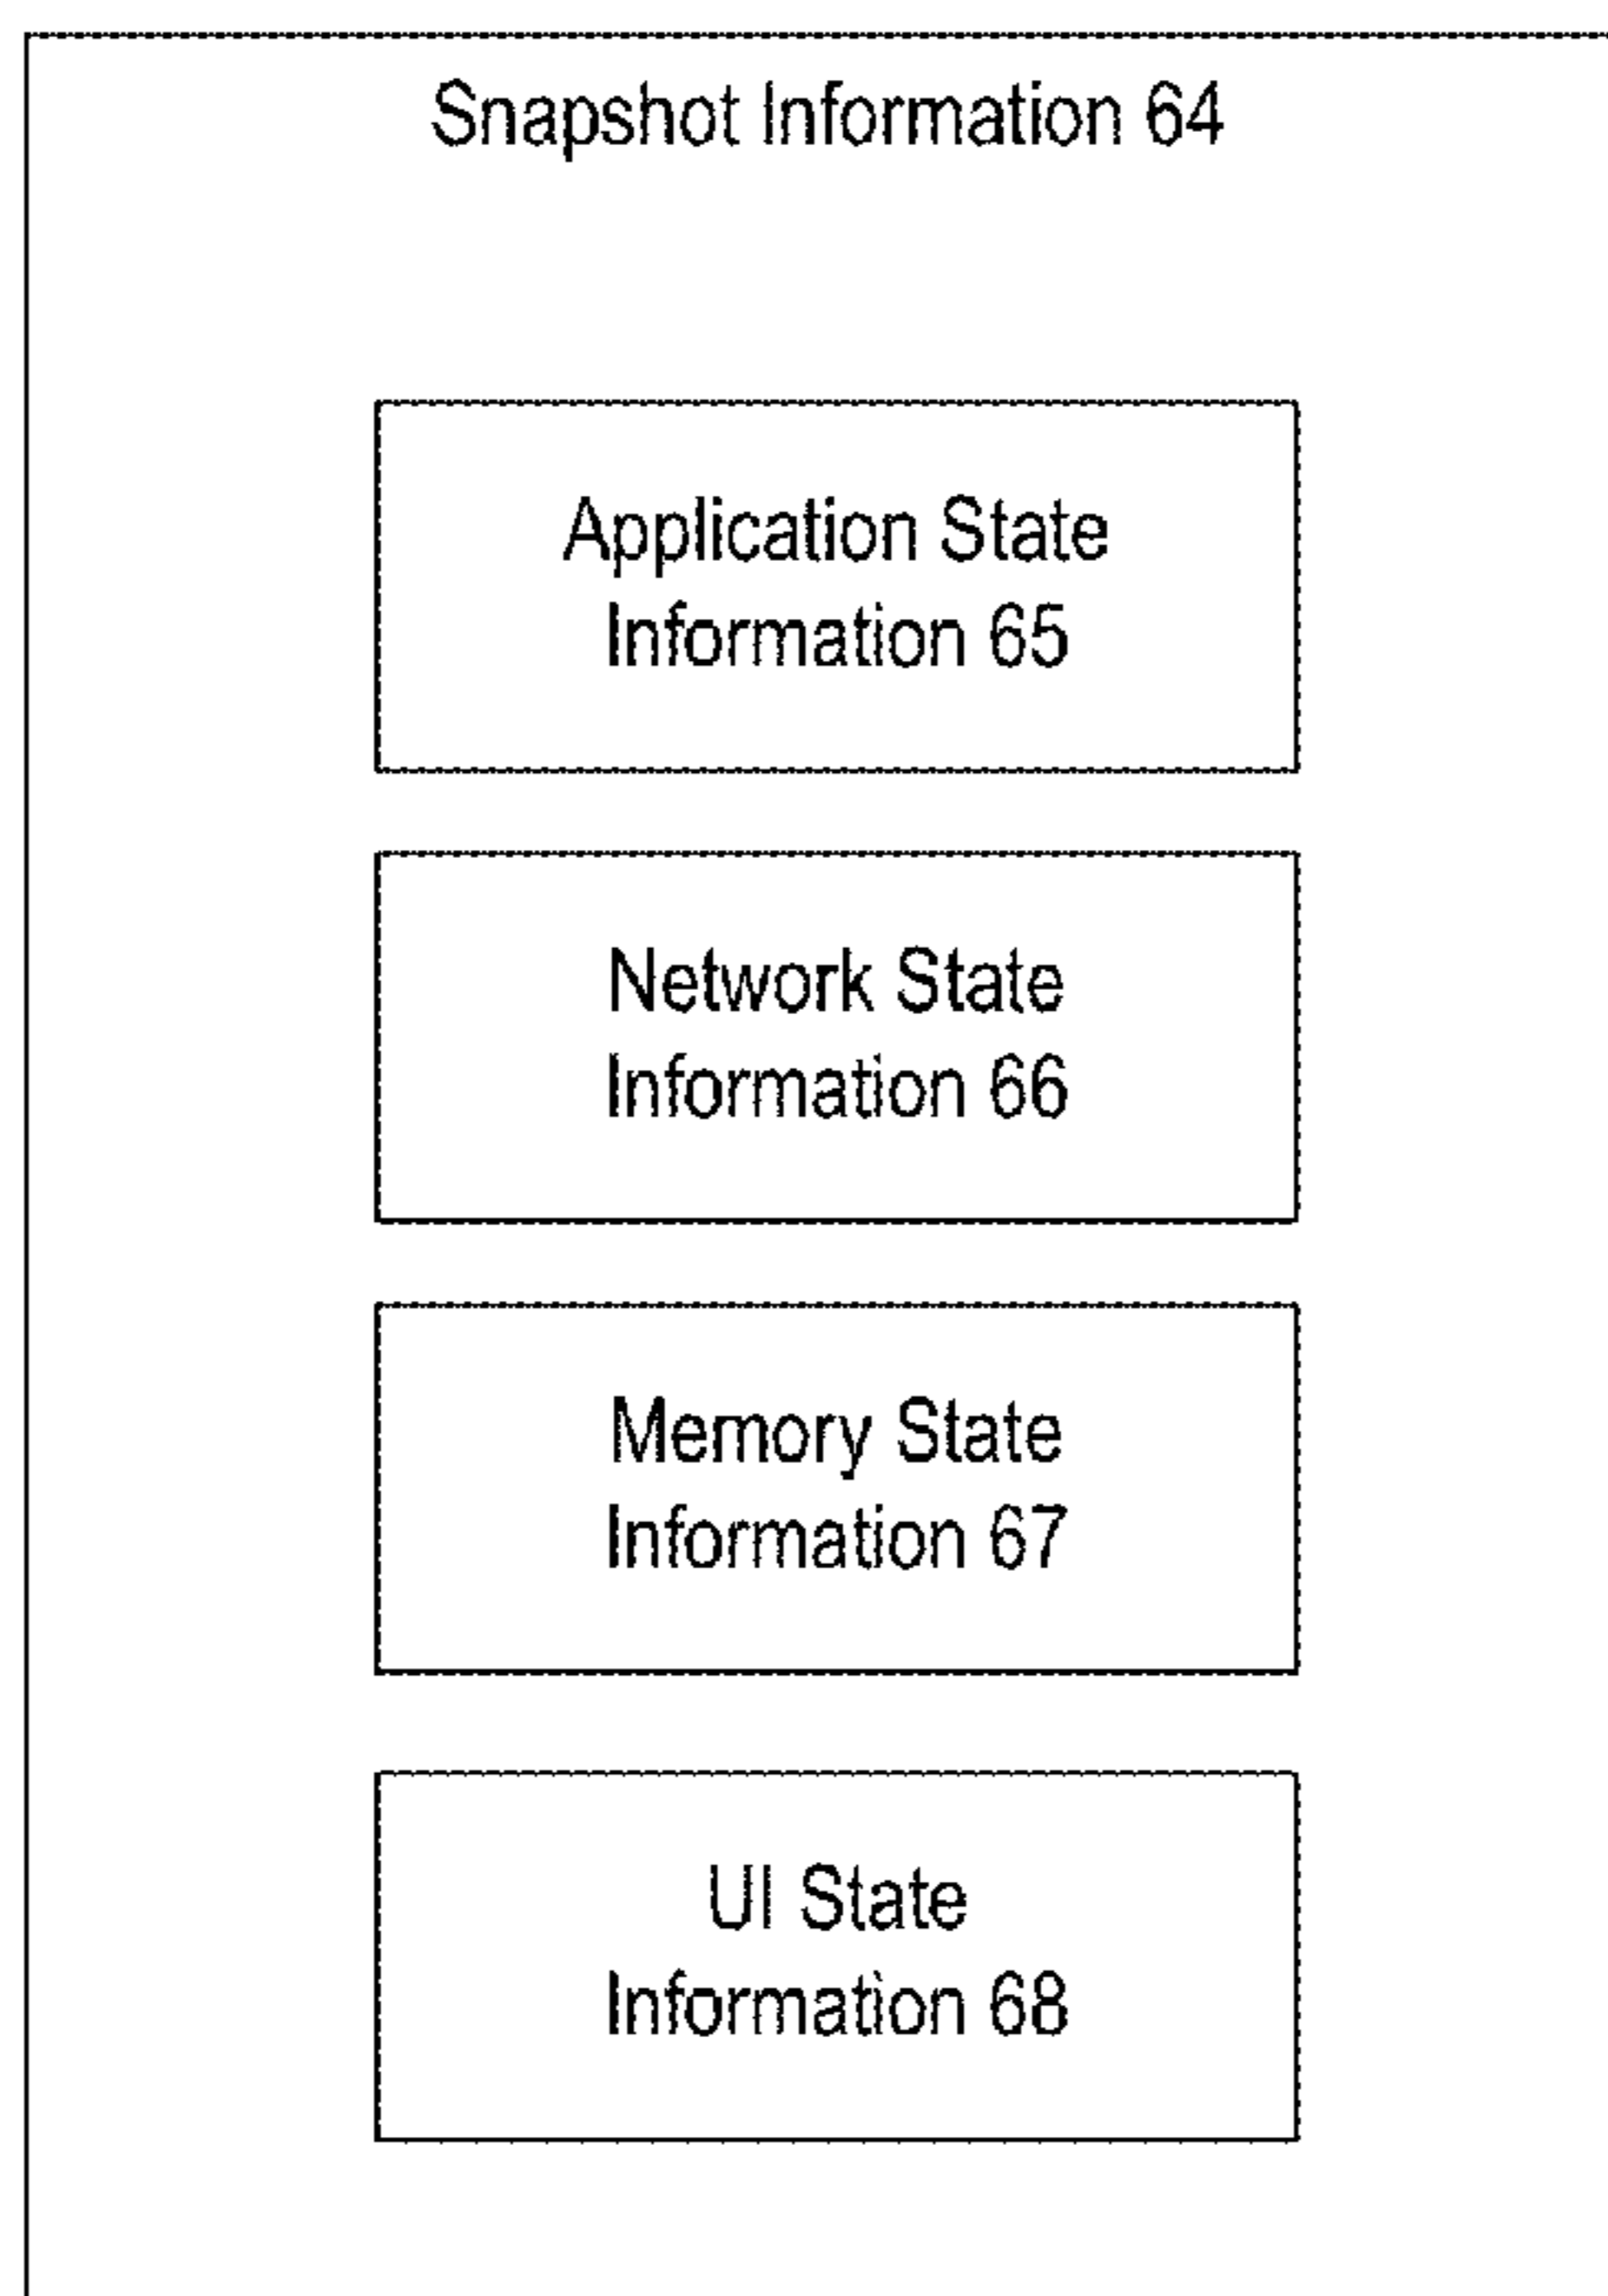 Snapshot Information 64
Application State
Information 65
Network State
Information 66
Memory State
Information 67
UI State
Information 68